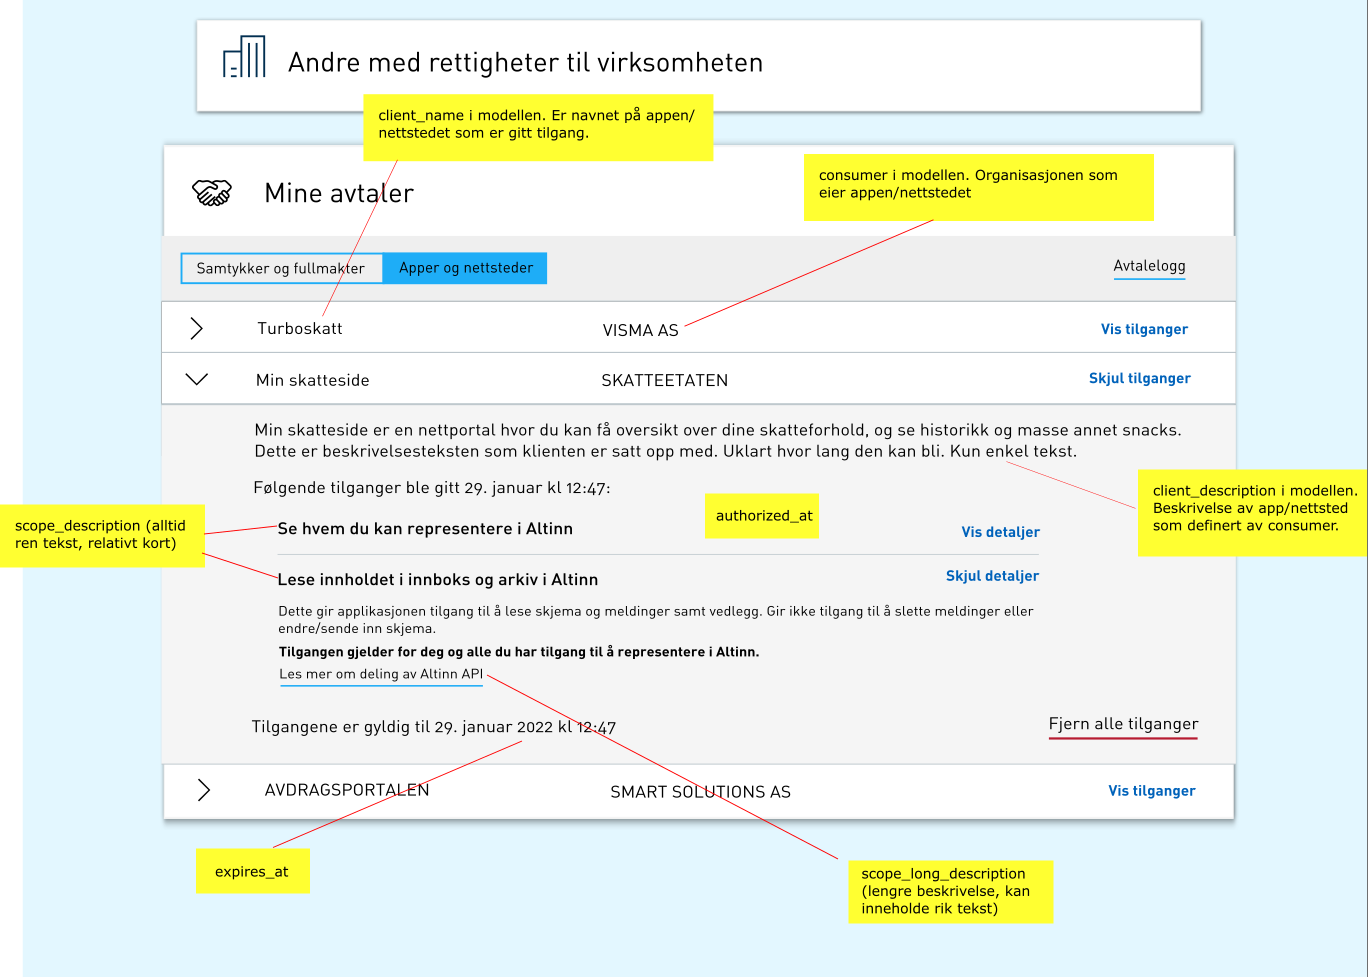 Andre med rettigheter til virksomheten
client_name i modellen. Er navnet på appen/
nettstedet som er gitt tilgang.
consumer i modellen. Organisasjonen som
eier appen/nettstedet
Mine avtaler
Samtykker og fullmakter
Apper og nettsteder
Avtalelogg
Turboskatt
VISMA AS
Vis tilganger
Min skatteside
SKATTEETATEN
Skjul tilganger
Min skatteside er en nettportal hvor du kan få oversikt over dine skatteforhold, og se historikk og masse annet snacks.
Dette er beskrivelsesteksten som klienten er satt opp med. Uklart hvor lang den kan bli. Kun enkel tekst.
Følgende tilganger ble gitt 29. januar kl 12:47:
client_description i modellen.
Beskrivelse av app/nettsted
som definert av consumer.
authorized_at
scope_description (alltid
ren tekst, relativt kort)
Se hvem du kan representere i Altinn
Vis detaljer
Lese innholdet i innboks og arkiv i Altinn
Skjul detaljer
Dette gir applikasjonen tilgang til å lese skjema og meldinger samt vedlegg. Gir ikke tilgang til å slette meldinger eller
endre/sende inn skjema.
Tilgangen gjelder for deg og alle du har tilgang til å representere i Altinn.
Les mer om deling av Altinn API
Tilgangene er gyldig til 29. januar 2022 kl 12:47
Fjern alle tilganger
AVDRAGSPORTALEN
SMART SOLUTIONS AS
Vis tilganger
expires_at
scope_long_description
(lengre beskrivelse, kan
inneholde rik tekst)